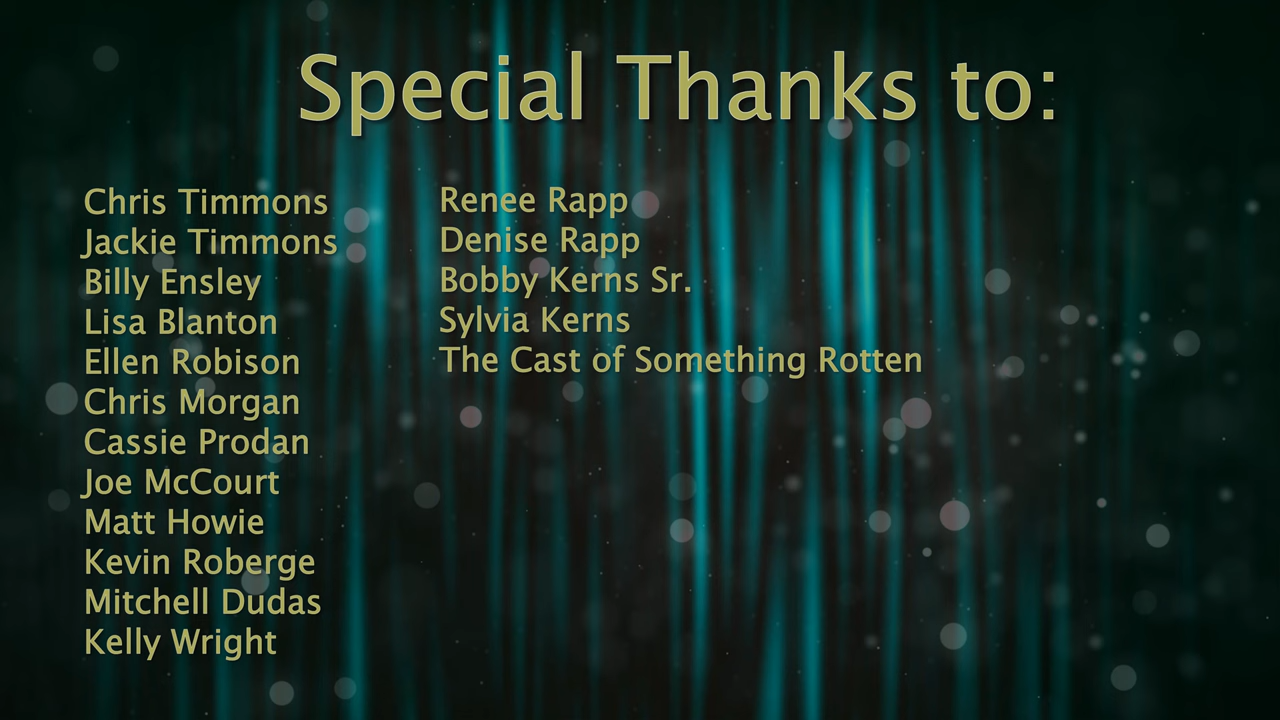 Special Thanks to:
Chris Timmons
Jackie Timmons
Billy Ensley
Lisa Blanton
Ellen Robison
Chris Morgan
Cassie Prodan
Joe McCourt
Matt Howie
Kevin Roberge
Mitchell Dudas
Kelly Wright
Renee Rapp
Denise Rapp
Bobby Kerns Sr.
Sylvia Kerns
The Cast of Something Rotten